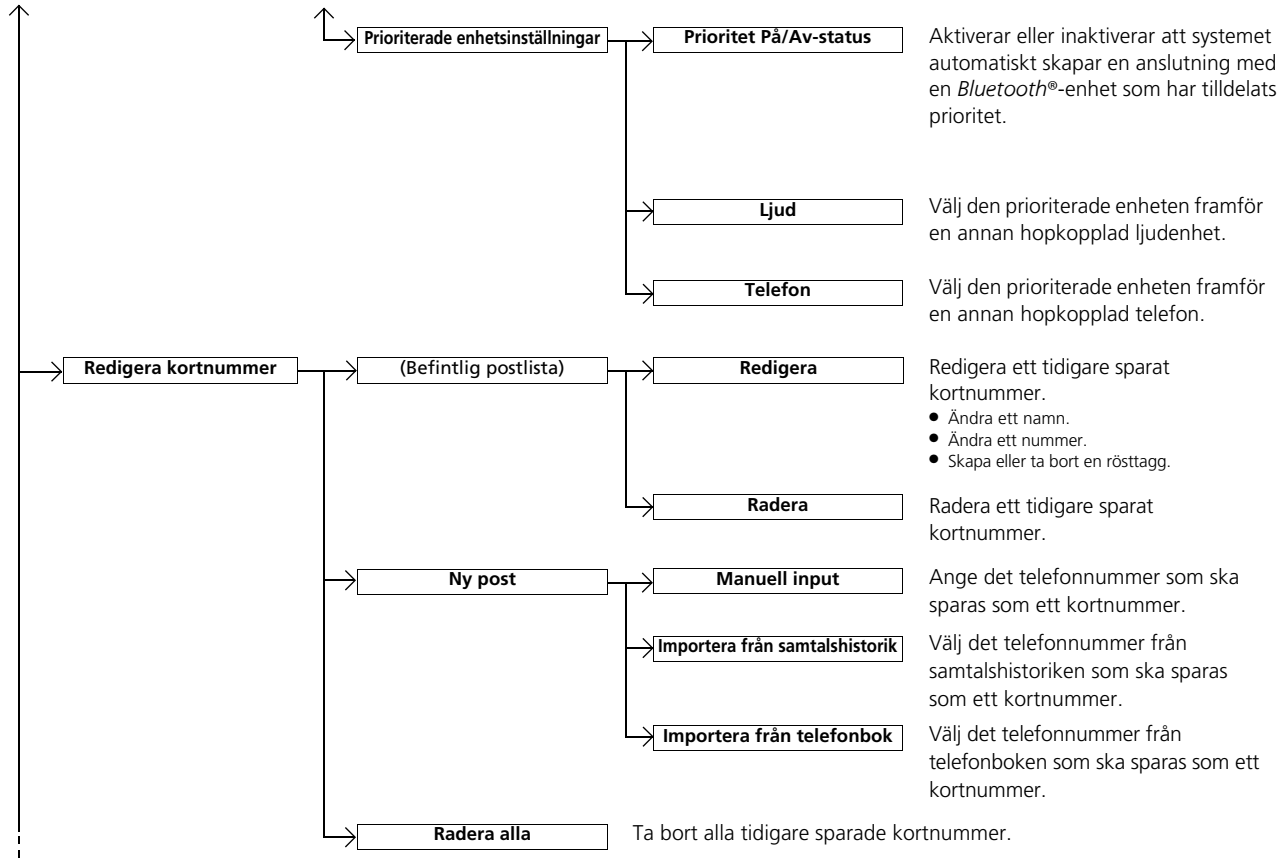 Prioriterade enhetsinställningar
Prioritet På/Av-status
Aktiverar eller inaktiverar att systemet
automatiskt skapar en anslutning med
en Bluetooth®-enhet som har tilldelats
prioritet.
Ljud
Välj den prioriterade enheten framför
en annan hopkopplad ljudenhet.
Telefon
Välj den prioriterade enheten framför
en annan hopkopplad telefon.
Redigera kortnummer
(Befintlig postlista)
Redigera
Redigera ett tidigare sparat
kortnummer.
● Ändra ett namn.
● Ändra ett nummer.
● Skapa eller ta bort en rösttagg.
Radera
Radera ett tidigare sparat
kortnummer.
Ny post
Manuell input
Ange det telefonnummer som ska
sparas som ett kortnummer.
Importera från samtalshistorik
Välj det telefonnummer från
samtalshistoriken som ska sparas
som ett kortnummer.
Importera från telefonbok
Välj det telefonnummer från
telefonboken som ska sparas som ett
kortnummer.
Radera alla
Ta bort alla tidigare sparade kortnummer.